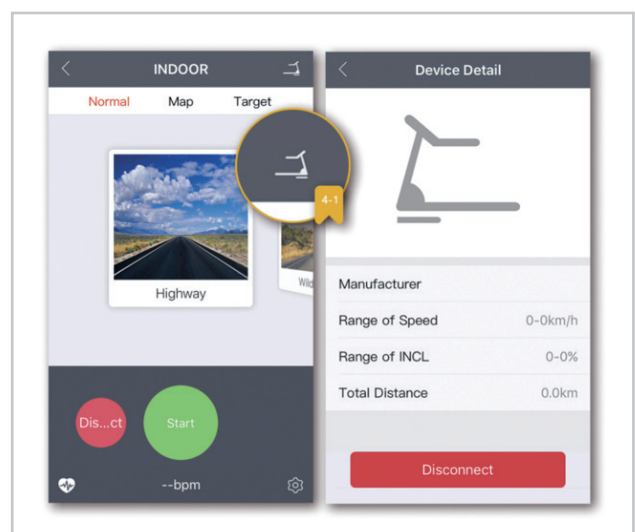 INDOOR
Normal Map Target
4-1
Highway
Wild
Dis...ct
Start
--bpm
Device Detail
Manufacturer
Range of Speed 0-0km/h
Range of INCL 0-0%
Total Distance 0.0km
Disconnect